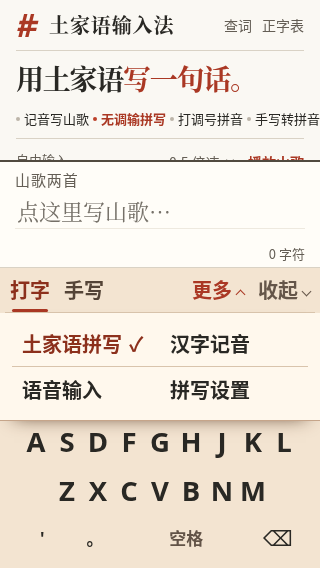 # 土家语输入法 查词 正字表
用木土家语写一句话。
• 记音写山歌 • 无调输拼写 • 打调号拼音 • 手写转拼音
山歌两首
点这里写山歌…
0 字符
打字 手写 更多 收起
土家语拼写 ✓ 汉字记音
语音输入 拼写设置
A S D F G H J K L
Z X C V B N M
' 。 空格